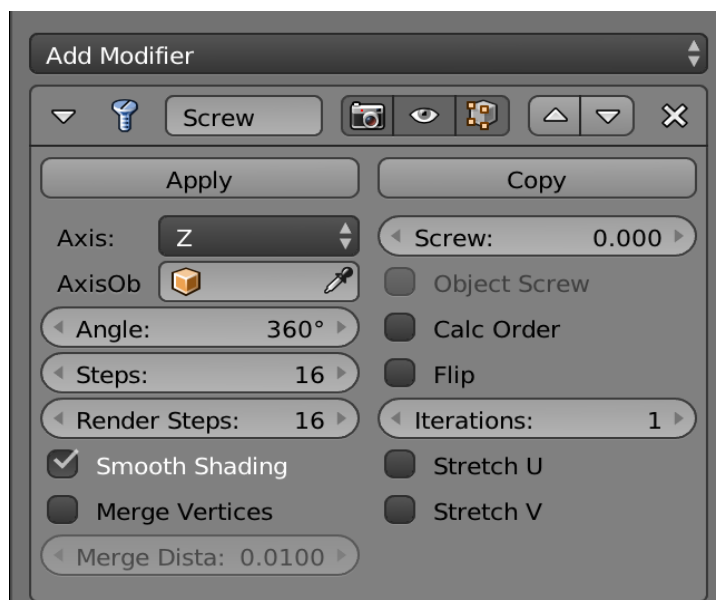 Add Modifier
Screw
Apply Copy
Axis: Z Screw: 0.000
AxisOb Object Screw
Angle: 360° Calc Order
Steps: 16 Flip
Render Steps: 16 Iterations: 1
Smooth Shading Stretch U
Merge Vertices Stretch V
Merge Dista: 0.0100